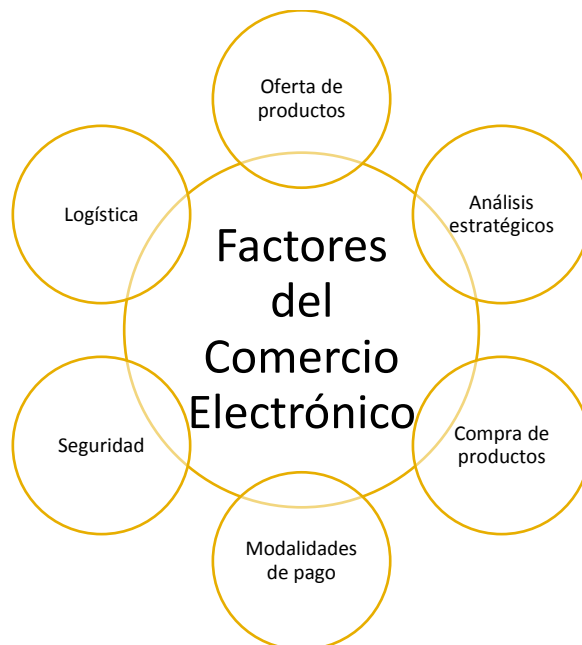 Oferta de
productos
Análisis
estratégicos
Compra de
productos
Modalidades
de pago
Seguridad
Logística
Factores
del
Comercio
Electrónico